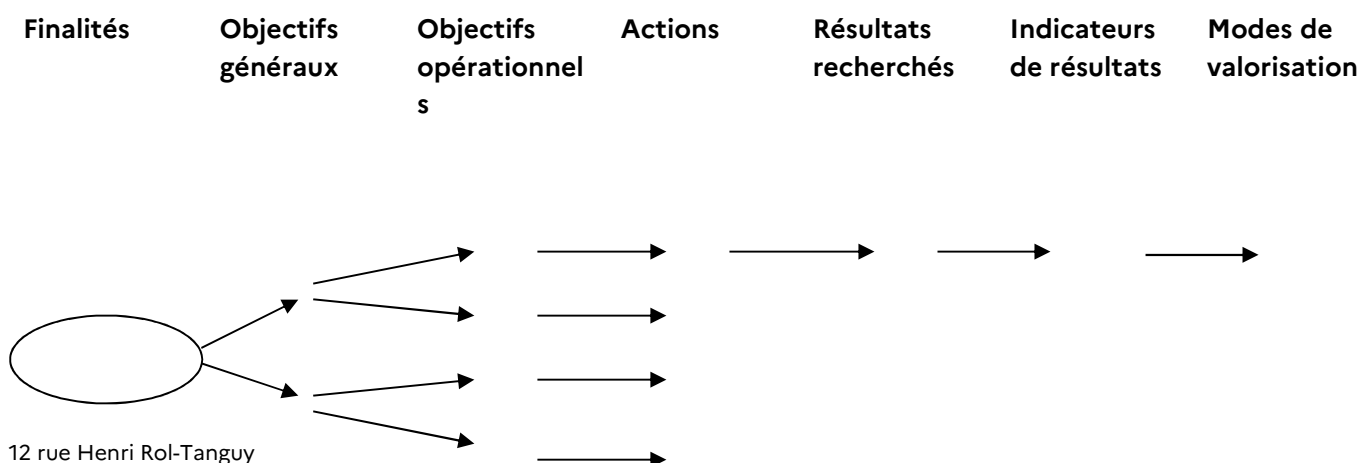 Finalités
Objectifs
généraux
Objectifs
opérationnel
s
Actions
Résultats
recherchés
Indicateurs
de résultats
Modes de
valorisation
12 rue Henri Rol-Tanguy